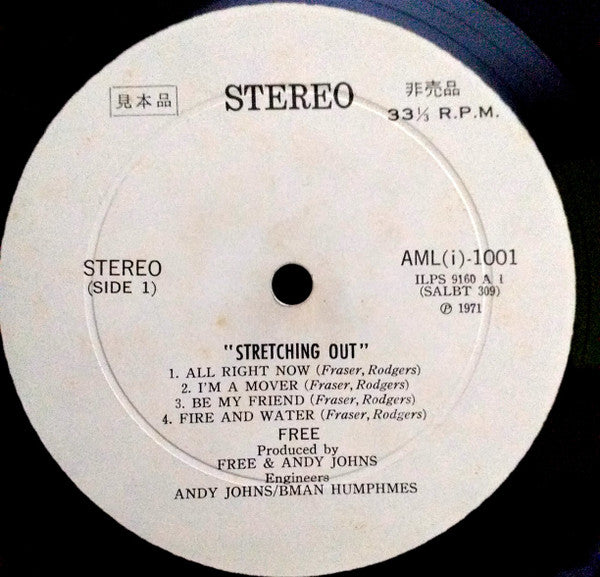 見本品
STEREO
非売品
33⅓ R.P.M.
STEREO
(SIDE 1)
AML(i)-1001
ILPS 9160 A 1
(SALBT 309)
Ⓟ 1971
"STRETCHING OUT"
1. ALL RIGHT NOW (Fraser, Rodgers)
2. I'M A MOVER (Fraser, Rodgers)
3. BE MY FRIEND (Fraser, Rodgers)
4. FIRE AND WATER (Fraser, Rodgers)
FREE
Produced by
FREE & ANDY JOHNS
Engineers
ANDY JOHNS/BMAN HUMPHMES